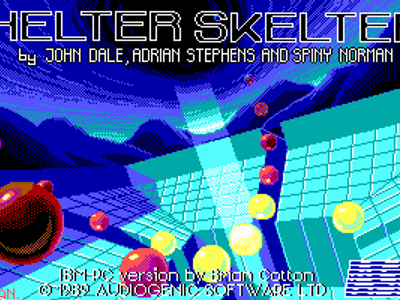 HELTER SKELTER
by JOHN DALE, ADRIAN STEPHENS AND SPINY NORMAN
IBM-PC version by Brian Cotton
© 1989 AUDIOGENIC SOFTWARE LTD